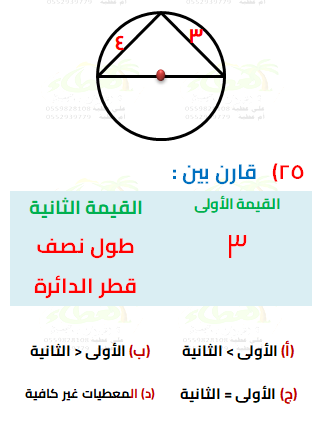 ٤
٣
٢٥) قارن بين :
القيمة الأولى
القيمة الثانية
٣
طول نصف
قطر الدائرة
(أ) الأولى > الثانية
(ب) الأولى < الثانية
(ج) الأولى = الثانية
(د) المعطيات غير كافية